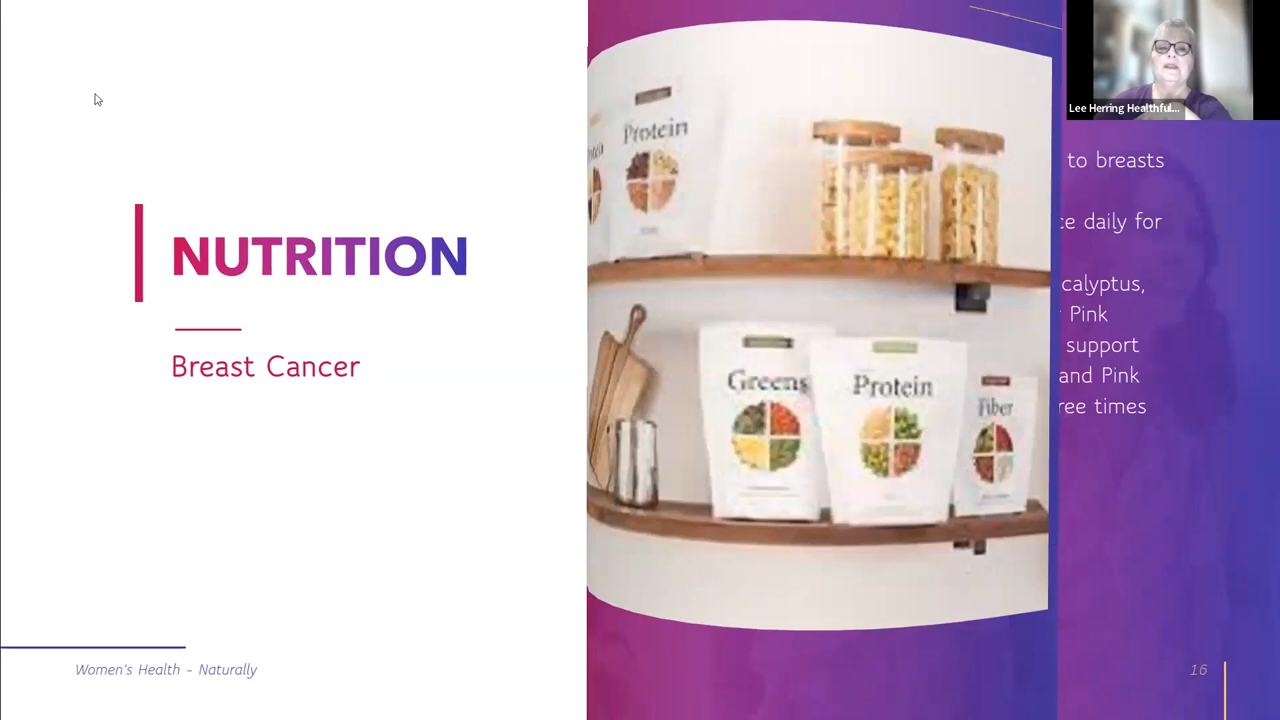 NUTRITION
Breast Cancer
Women's Health - Naturally
Protein
Greens
Protein
Fiber
Lee Herring Healthful...
to breasts
ce daily for
calyptus,
Pink
support
and Pink
ree times
16